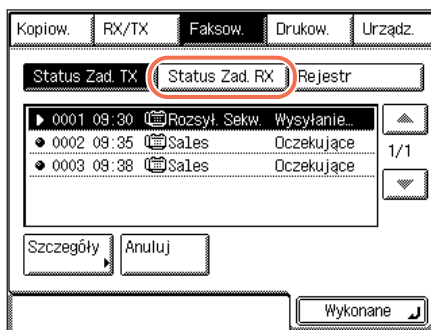 Kopiow. RX/TX Faksow. Drukow. Urządz.
Status Zad. TX Status Zad. RX Rejestr
0001 09:30 Rozsył. Sekw. Wysyłanie...
0002 09:35 Sales Oczekujące
0003 09:38 Sales Oczekujące
1/1
Szczegóły Anuluj
Wykonane